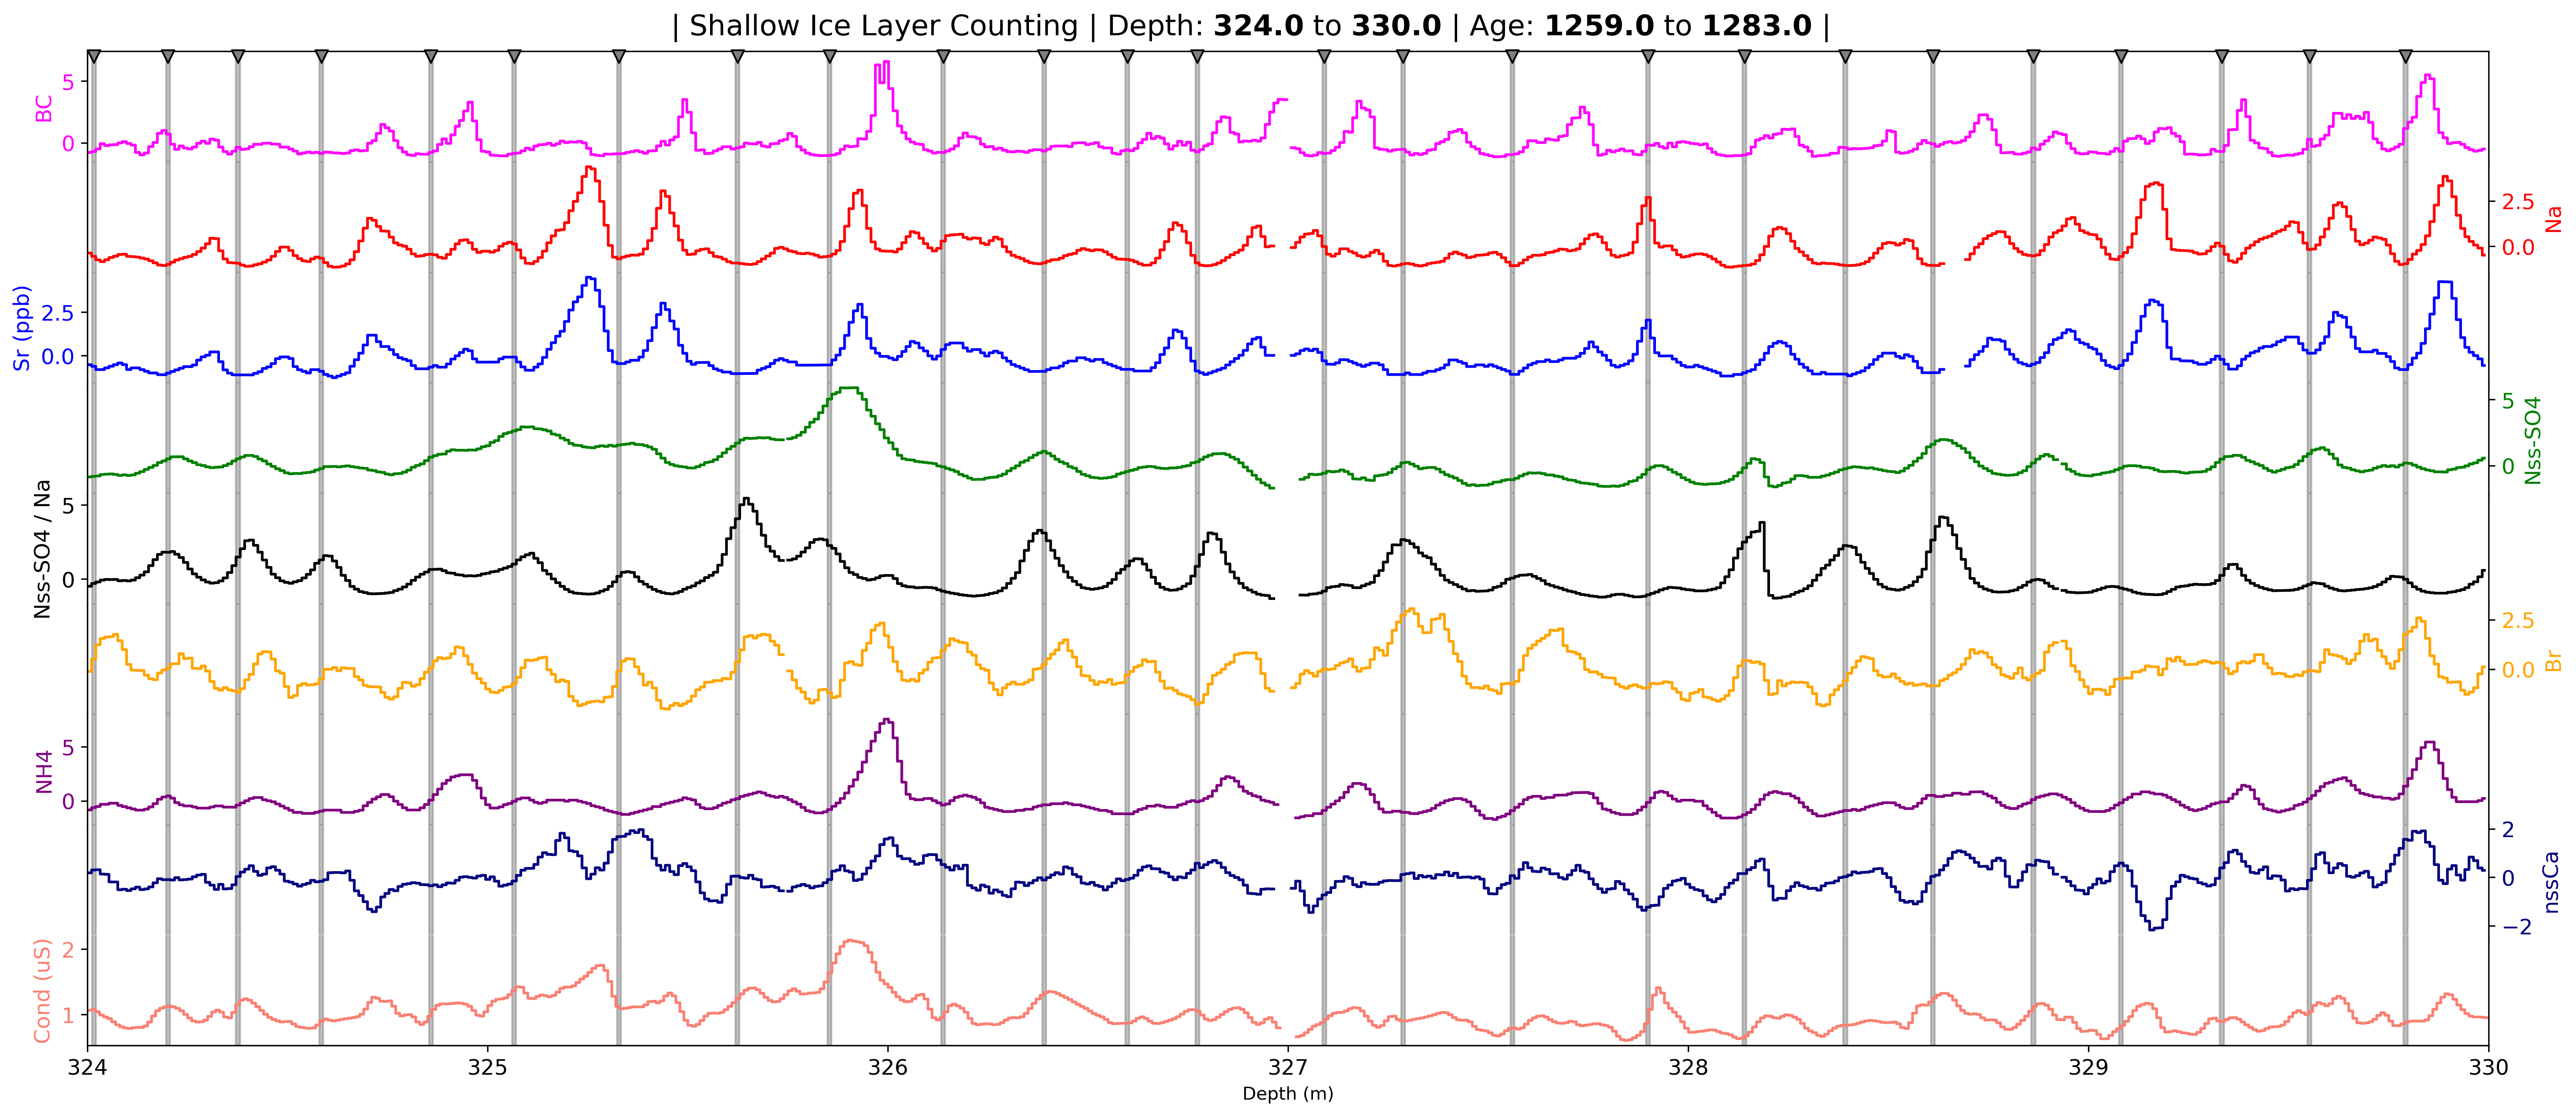 | Shallow Ice Layer Counting | Depth: 324.0 to 330.0 | Age: 1259.0 to 1283.0 |
BC
5
0
2.5
0.0
Na
Sr (ppb)
2.5
0.0
5
0
Nss-SO4
Nss-SO4 / Na
5
0
2.5
0.0
Br
NH4
5
0
2
0
−2
nssCa
Cond (uS)
2
1
324 325 326 327 328 329 330
Depth (m)